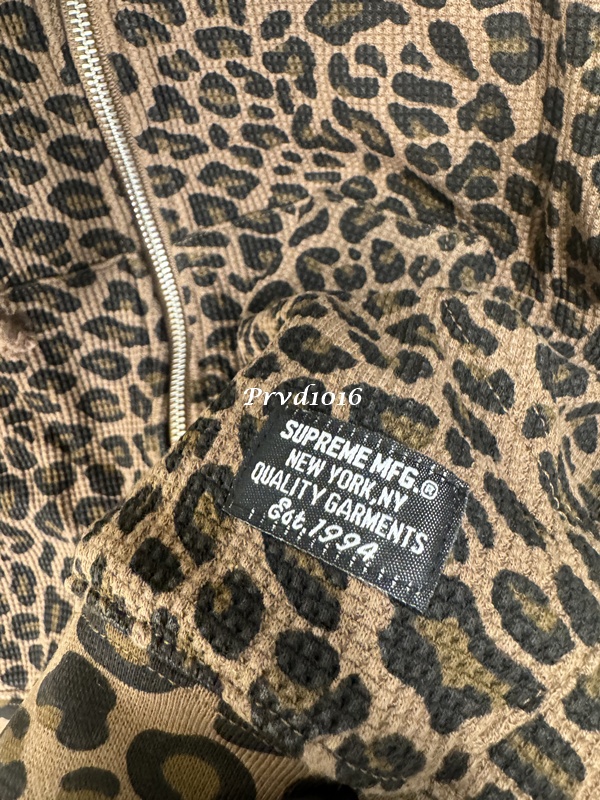 Prvd1016
SUPREME MFG.®
NEW YORK, NY
QUALITY GARMENTS
Est. 1994